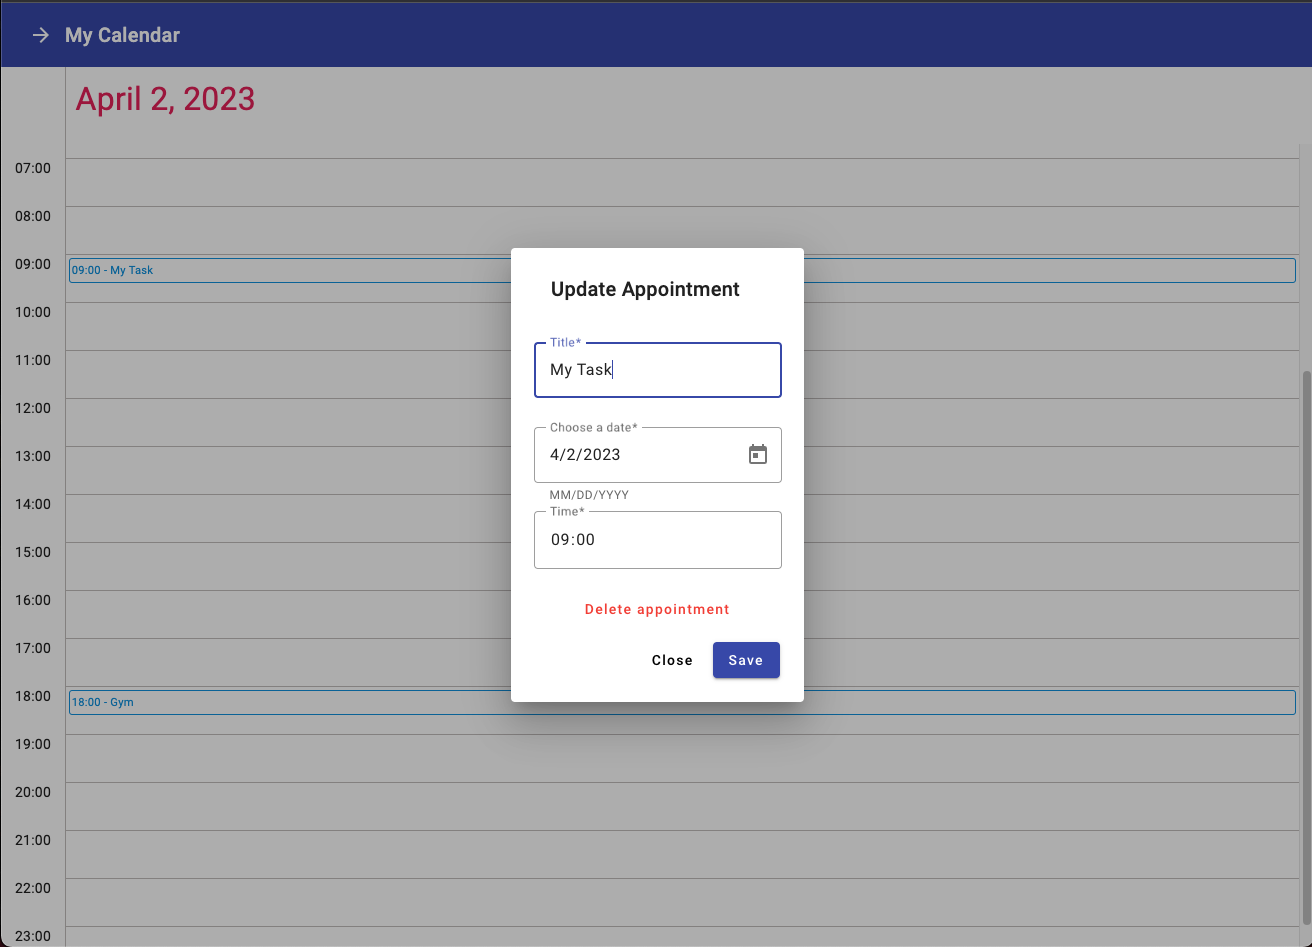 My Calendar
April 2, 2023
07:00
08:00
09:00
09:00 - My Task
10:00
11:00
12:00
13:00
14:00
15:00
16:00
17:00
18:00
18:00 - Gym
19:00
20:00
21:00
22:00
23:00
Update Appointment
Title*
My Task
Choose a date*
4/2/2023
MM/DD/YYYY
Time*
09:00
Delete appointment
Close
Save